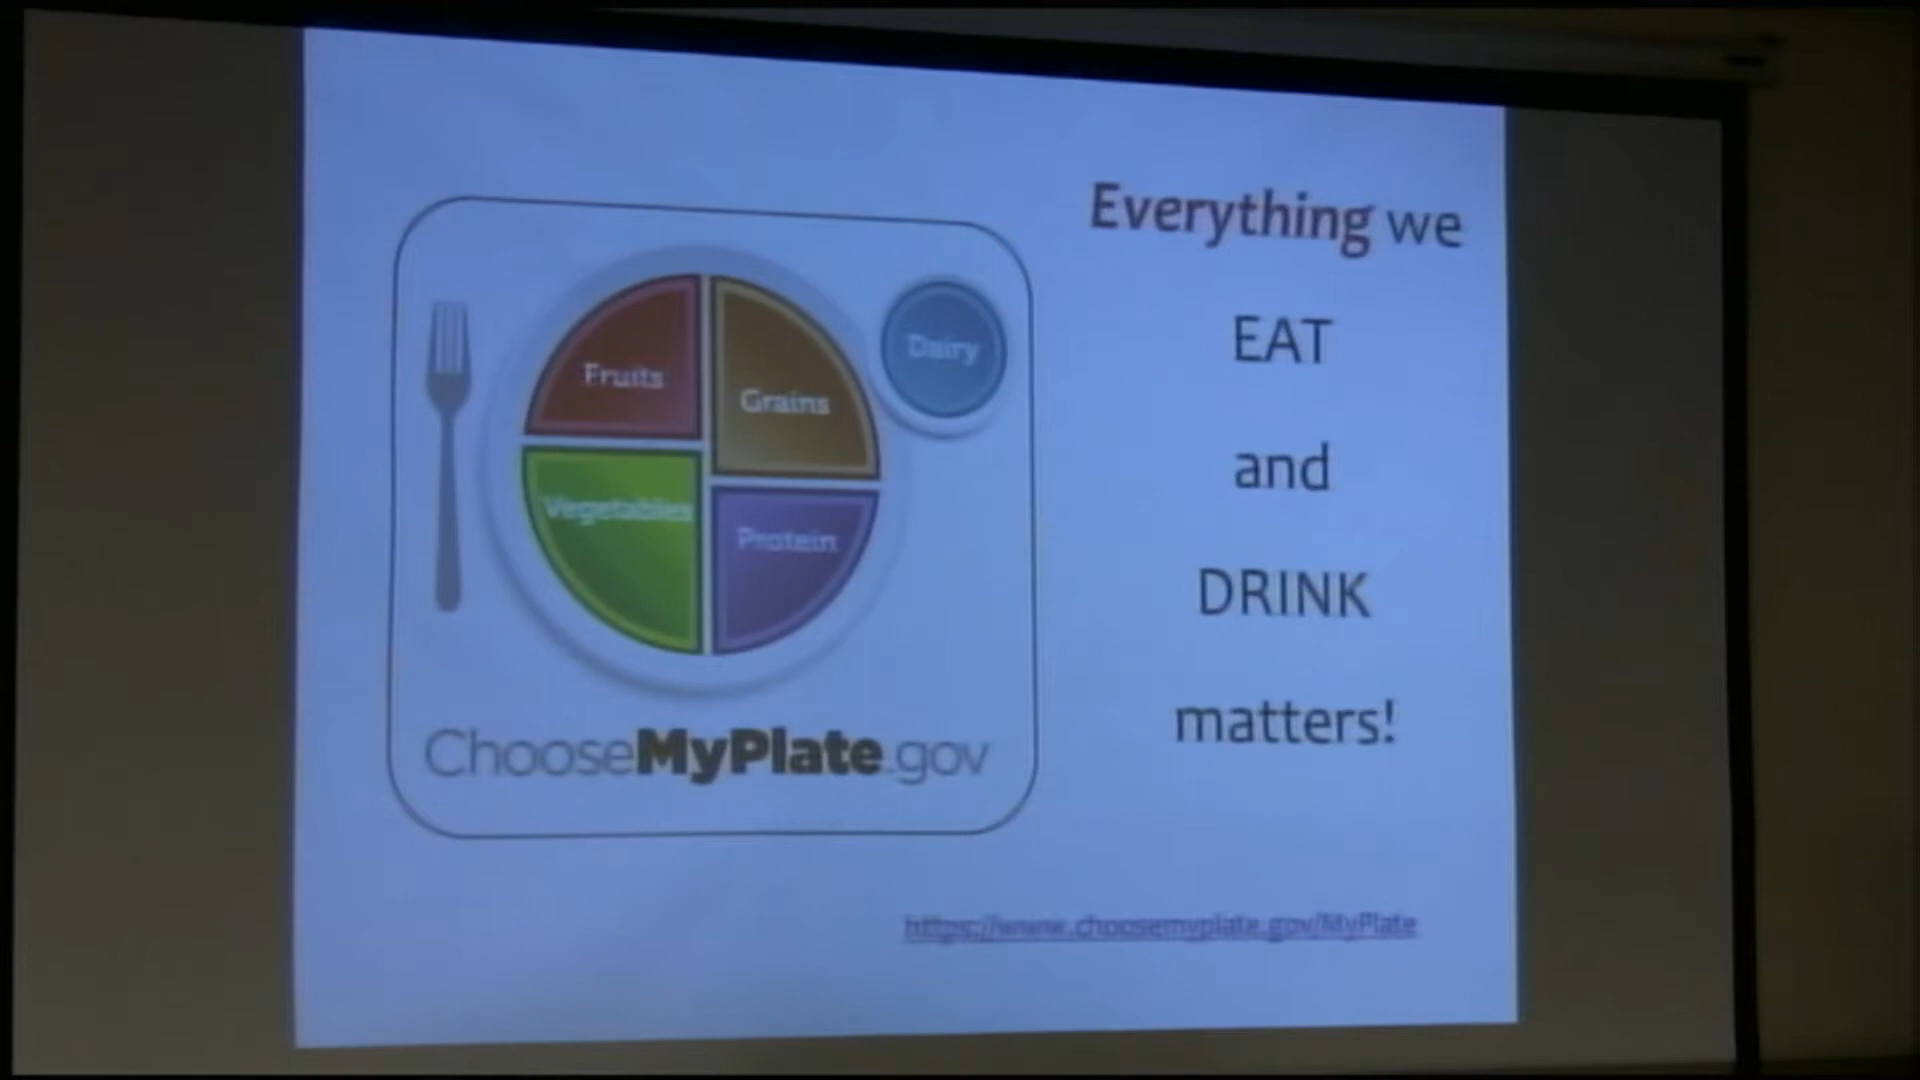 Everything we
EAT
and
DRINK
matters!
Fruits
Grains
Dairy
Vegetables
Protein
ChooseMyPlate.gov
https://www.choosemyplate.gov/MyPlate